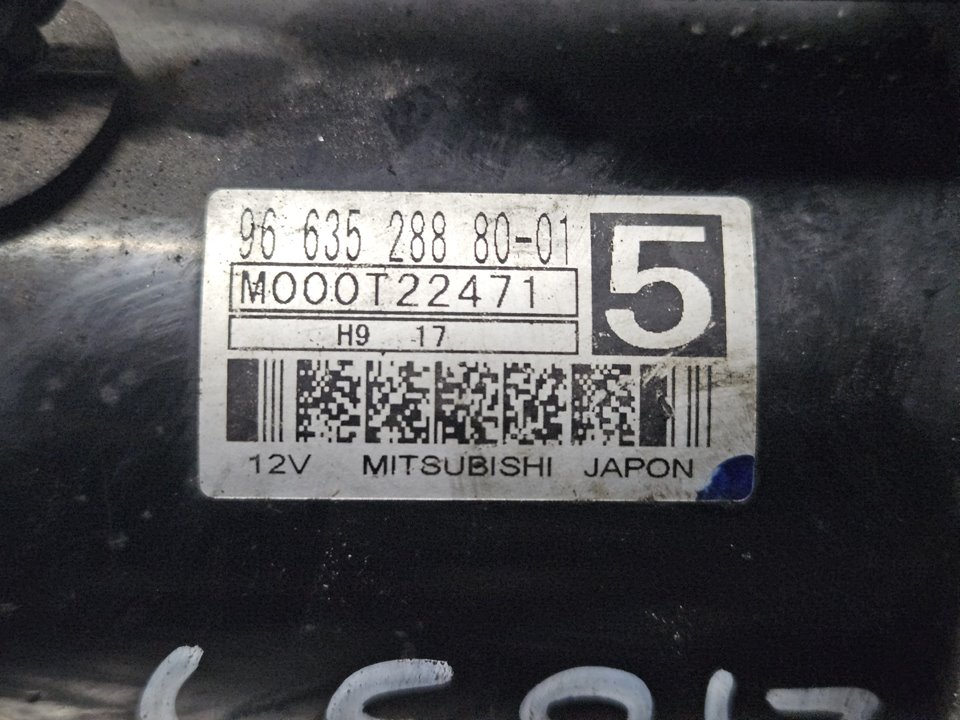 96 635 288 80-01
5
M000T22471
H9 17
12V MITSUBISHI JAPON